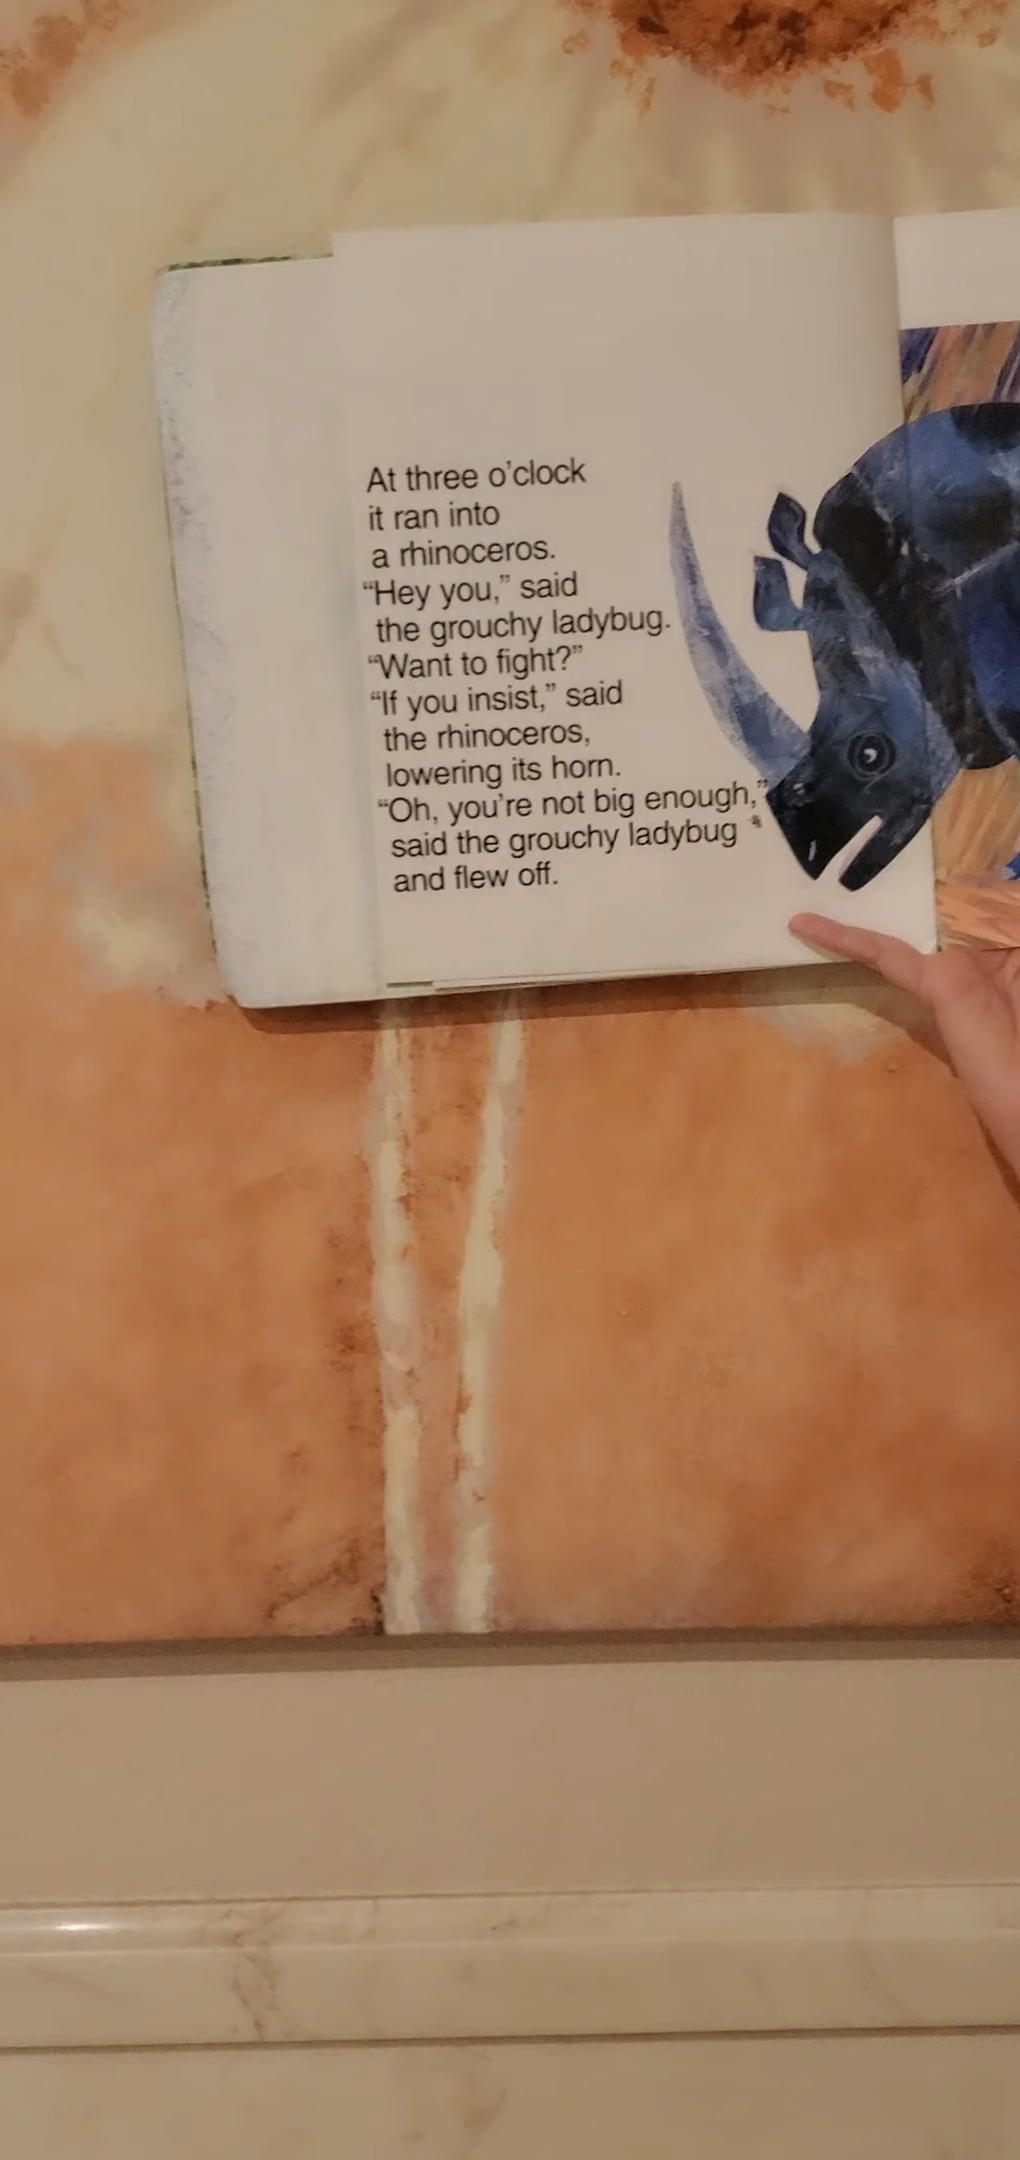 At three o’clock
it ran into
a rhinoceros.
“Hey you,” said
the grouchy ladybug.
“Want to fight?”
“If you insist,” said
the rhinoceros,
lowering its horn.
“Oh, you’re not big enough,”
said the grouchy ladybug
and flew off.